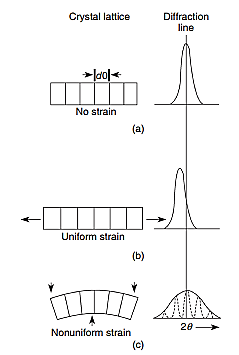 Crystal lattice
Diffraction
line
d0
No strain
(a)
Uniform strain
(b)
Nonuniform strain
2θ
(c)